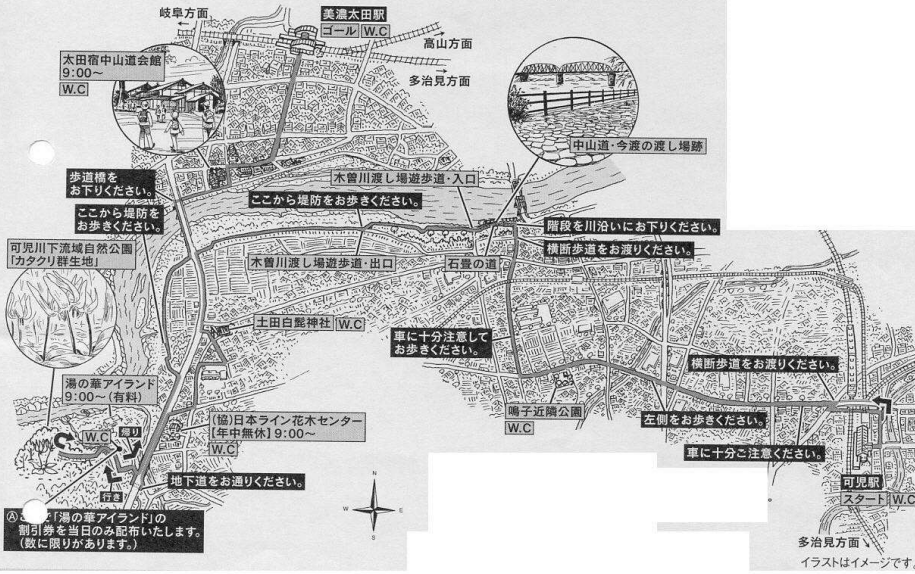 岐阜方面
美濃太田駅
ゴール W.C
高山方面
多治見方面
太田宿中山道会館
9:00～
W.C
中山道・今渡の渡し場跡
歩道橋を
お下りください。
木曽川渡し場遊歩道・入口
ここから堤防を
お歩きください。
ここから堤防をお歩きください。
階段を川沿いにお下りください。
横断歩道をお渡りください。
可児川下流域自然公園
「カタクリ群生地」
木曽川渡し場遊歩道・出口
石畳の道
土田白髭神社 W.C
車に十分注意して
お歩きください。
横断歩道をお渡りください。
湯の華アイランド
9:00～(有料)
W.C
帰り
行き
(協)日本ライン花木センター
[年中無休]9:00～
W.C
鳴子近隣公園
W.C
左側をお歩きください。
車に十分ご注意ください。
地下道をお通りください。
N
W
E
S
可児駅
スタート W.C
Ⓐ
「湯の華アイランド」の
割引券を当日のみ配布いたします。
(数に限りがあります。)
多治見方面
イラストはイメージです。